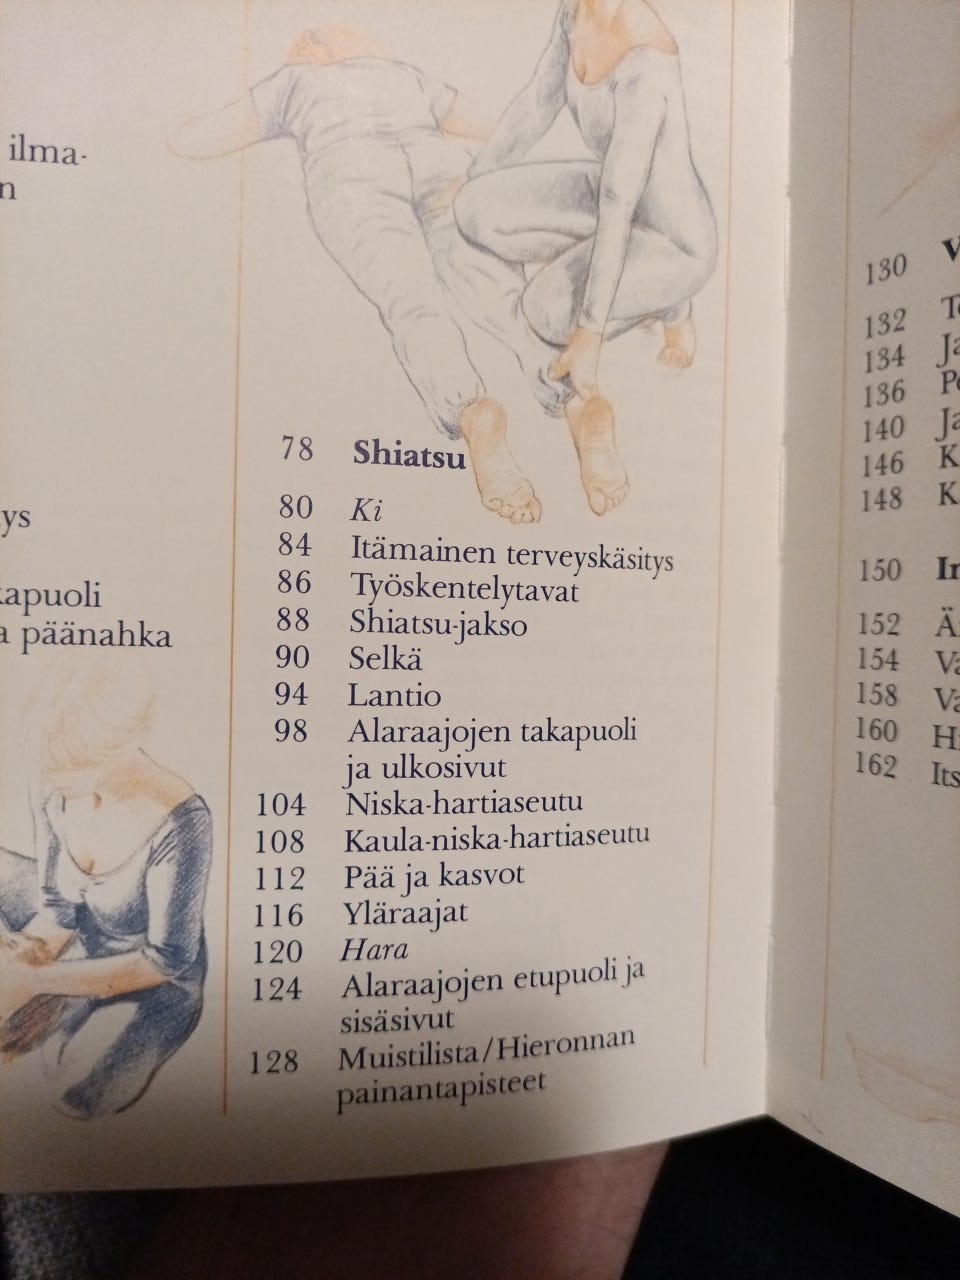 ilma-
78 Shiatsu
80 Ki
84 Itämainen terveyskäsitys
86 Työskentelytavat
88 Shiatsu-jakso
90 Selkä
94 Lantio
98 Alaraajojen takapuoli
ja ulkosivut
104 Niska-hartiaseutu
108 Kaula-niska-hartiaseutu
112 Pää ja kasvot
116 Yläraajat
120 Hara
124 Alaraajojen etupuoli ja
sisäsivut
128 Muistilista/Hieronnan
painantapisteet
päänahka
130
132
134
136
140
146
148
150
152
154
158
160
162